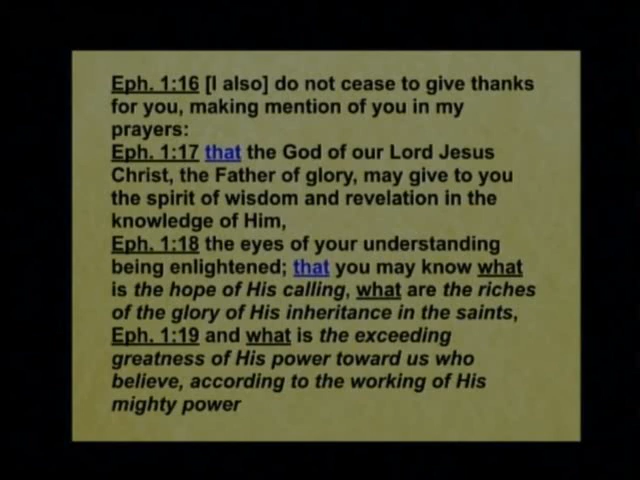 Eph. 1:16 [I also] do not cease to give thanks
for you, making mention of you in my
prayers:
Eph. 1:17 that the God of our Lord Jesus
Christ, the Father of glory, may give to you
the spirit of wisdom and revelation in the
knowledge of Him,
Eph. 1:18 the eyes of your understanding
being enlightened; that you may know what
is the hope of His calling, what are the riches
of the glory of His inheritance in the saints,
Eph. 1:19 and what is the exceeding
greatness of His power toward us who
believe, according to the working of His
mighty power